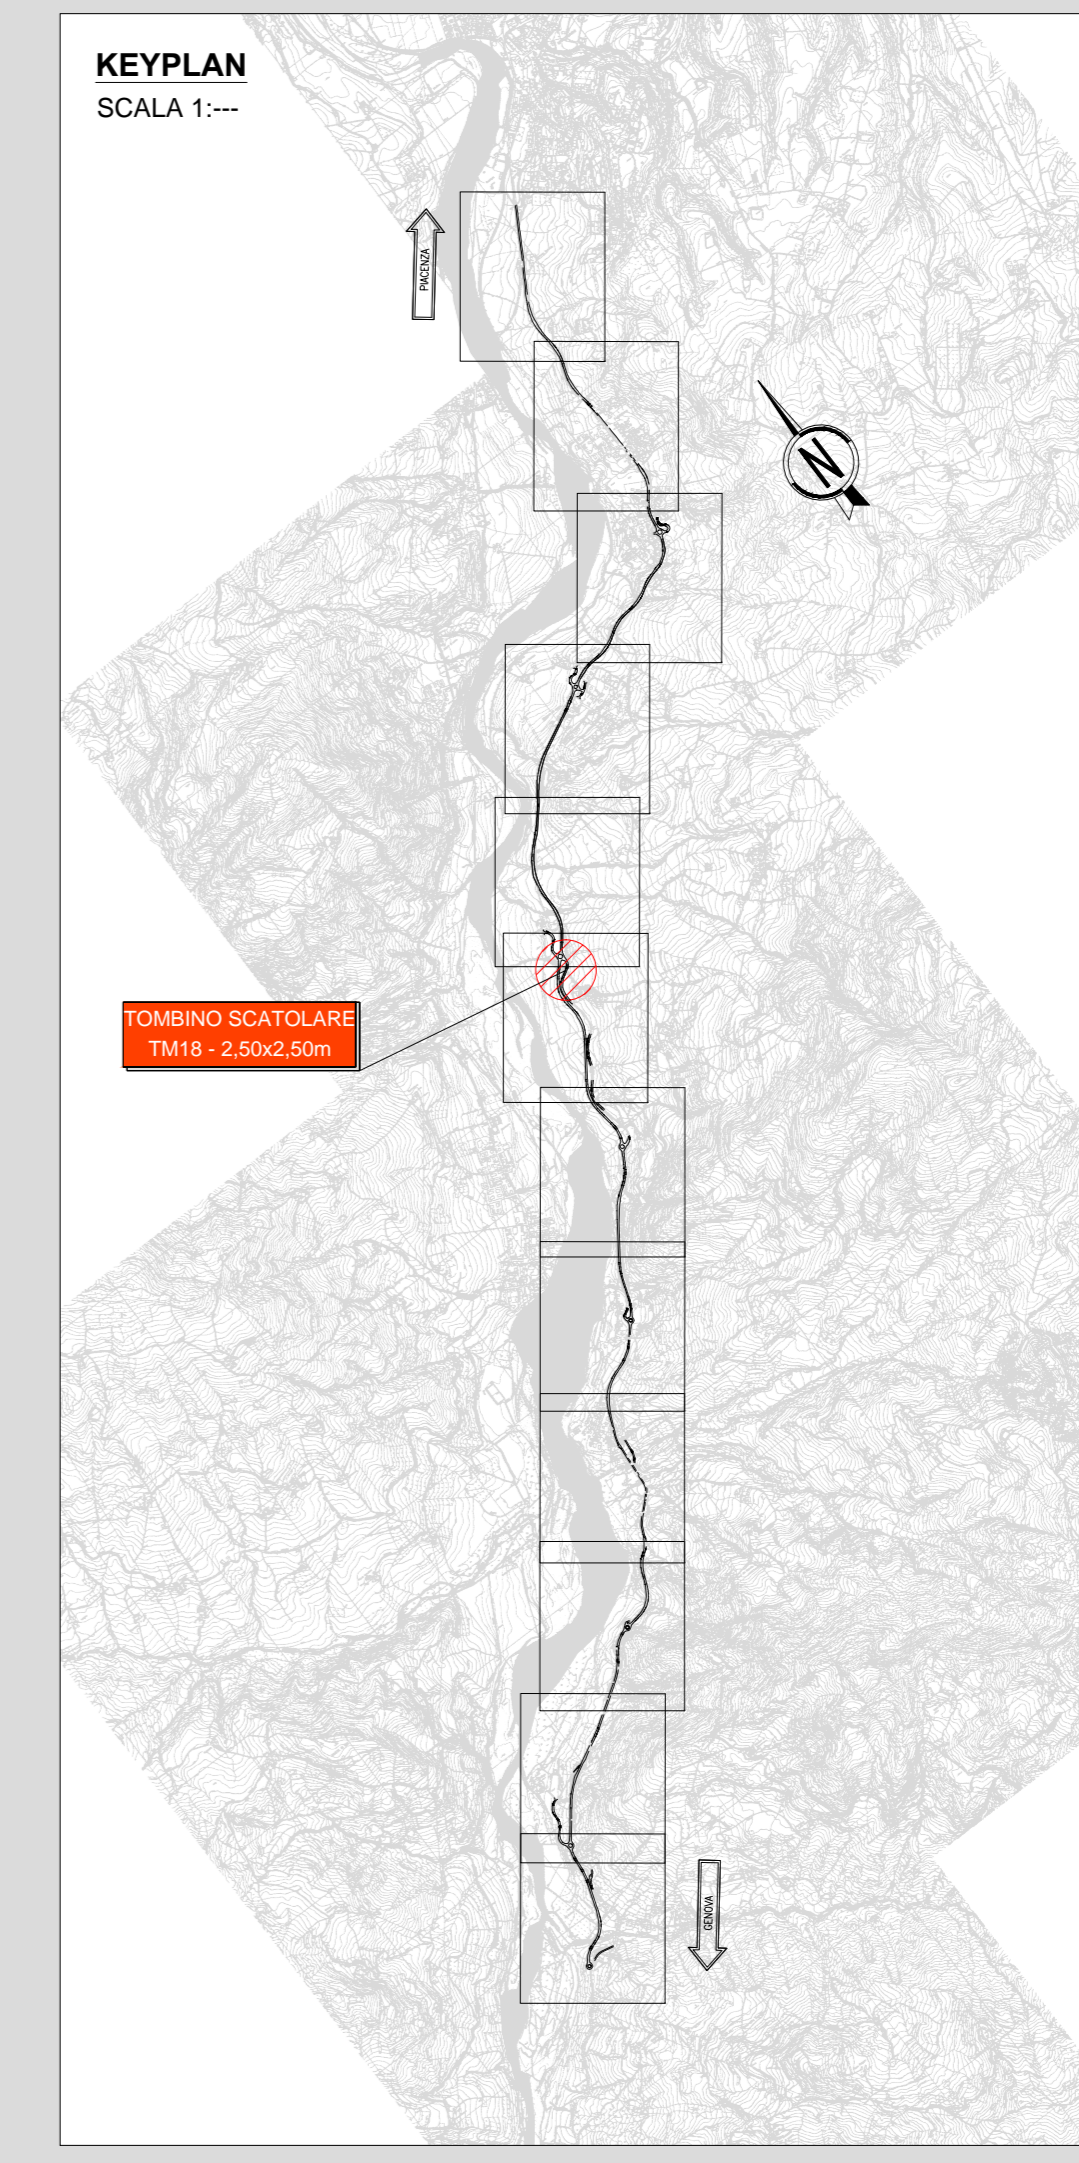 KEYPLAN
SCALA 1:---
PIACENZA
N
TOMBINO SCATOLARE
TM18 - 2,50x2,50m
GENOVA